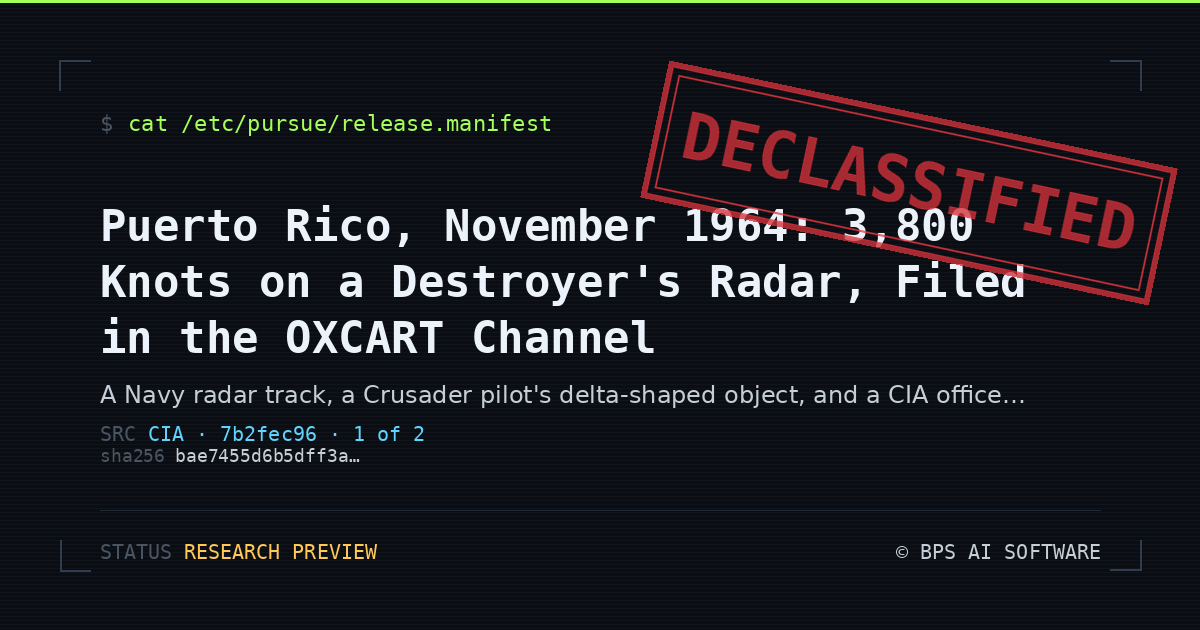 $ cat /etc/pursue/release.manifest
DECLASSIFIED
Puerto Rico, November 1964: 3,800
Knots on a Destroyer's Radar, Filed
in the OXCART Channel
A Navy radar track, a Crusader pilot's delta-shaped object, and a CIA office…
SRC CIA · 7b2fec96 · 1 of 2
sha256 bae7455d6b5dff3a…
STATUS RESEARCH PREVIEW
© BPS AI SOFTWARE